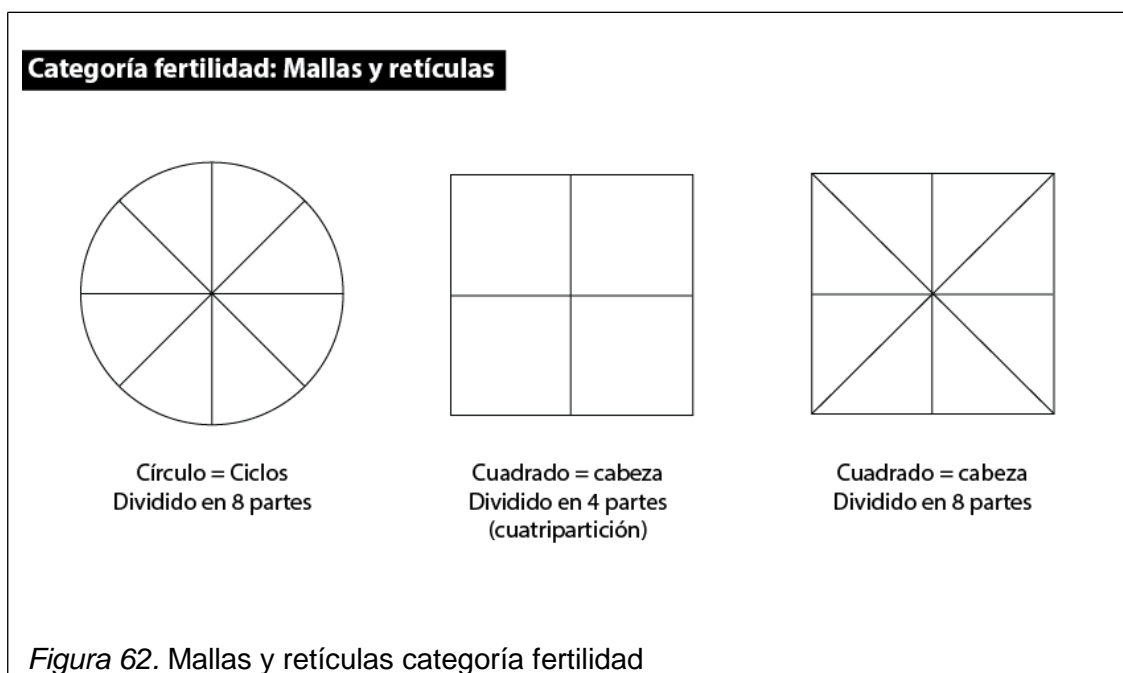 Categoría fertilidad: Mallas y retículas
Círculo = Ciclos
Dividido en 8 partes
Cuadrado = cabeza
Dividido en 4 partes
(cuatripartición)
Cuadrado = cabeza
Dividido en 8 partes
Figura 62. Mallas y retículas categoría fertilidad